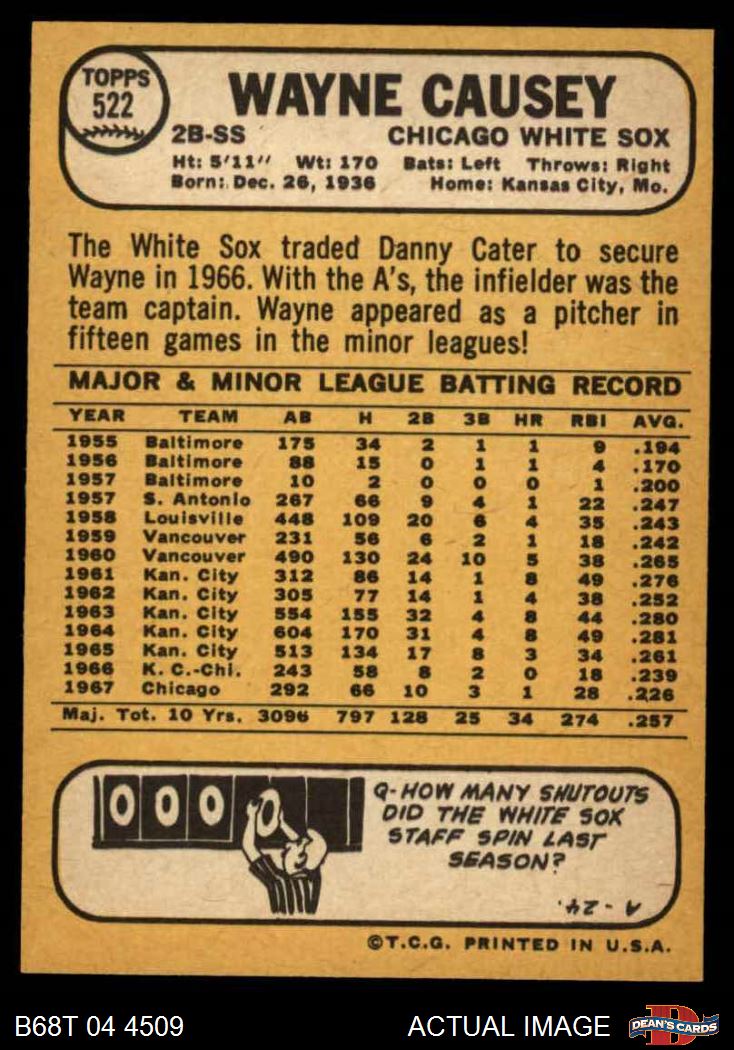 TOPPS
522
WAYNE CAUSEY
2B-SS CHICAGO WHITE SOX
Ht: 5'11" Wt: 170 Bats: Left Throws: Right
Born: Dec. 26, 1936 Home: Kansas City, Mo.
The White Sox traded Danny Cater to secure
Wayne in 1966. With the A's, the infielder was the
team captain. Wayne appeared as a pitcher in
fifteen games in the minor leagues!
MAJOR & MINOR LEAGUE BATTING RECORD
YEAR TEAM AB H 2B 3B HR RBI AVG.
1955 Baltimore 175 34 2 1 1 9 .194
1956 Baltimore 88 15 0 1 1 4 .170
1957 Baltimore 10 2 0 0 0 1 .200
1957 S. Antonio 267 66 9 4 1 22 .247
1958 Louisville 448 109 20 6 4 35 .243
1959 Vancouver 231 56 6 2 1 18 .242
1960 Vancouver 490 130 24 10 5 38 .265
1961 Kan. City 312 86 14 1 8 49 .276
1962 Kan. City 305 77 14 1 4 38 .252
1963 Kan. City 554 155 32 4 8 44 .280
1964 Kan. City 604 170 31 4 8 49 .281
1965 Kan. City 513 134 17 8 3 34 .261
1966 K. C.-Chi. 243 58 8 2 0 18 .239
1967 Chicago 292 66 10 3 1 28 .226
Maj. Tot. 10 Yrs. 3096 797 128 25 34 274 .257
0 0 0 0
Q-HOW MANY SHUTOUTS
DID THE WHITE SOX
STAFF SPIN LAST
SEASON?
A - 24.
©T.C.G. PRINTED IN U.S.A.
B68T 04 4509 ACTUAL IMAGE DEAN'S CARDS